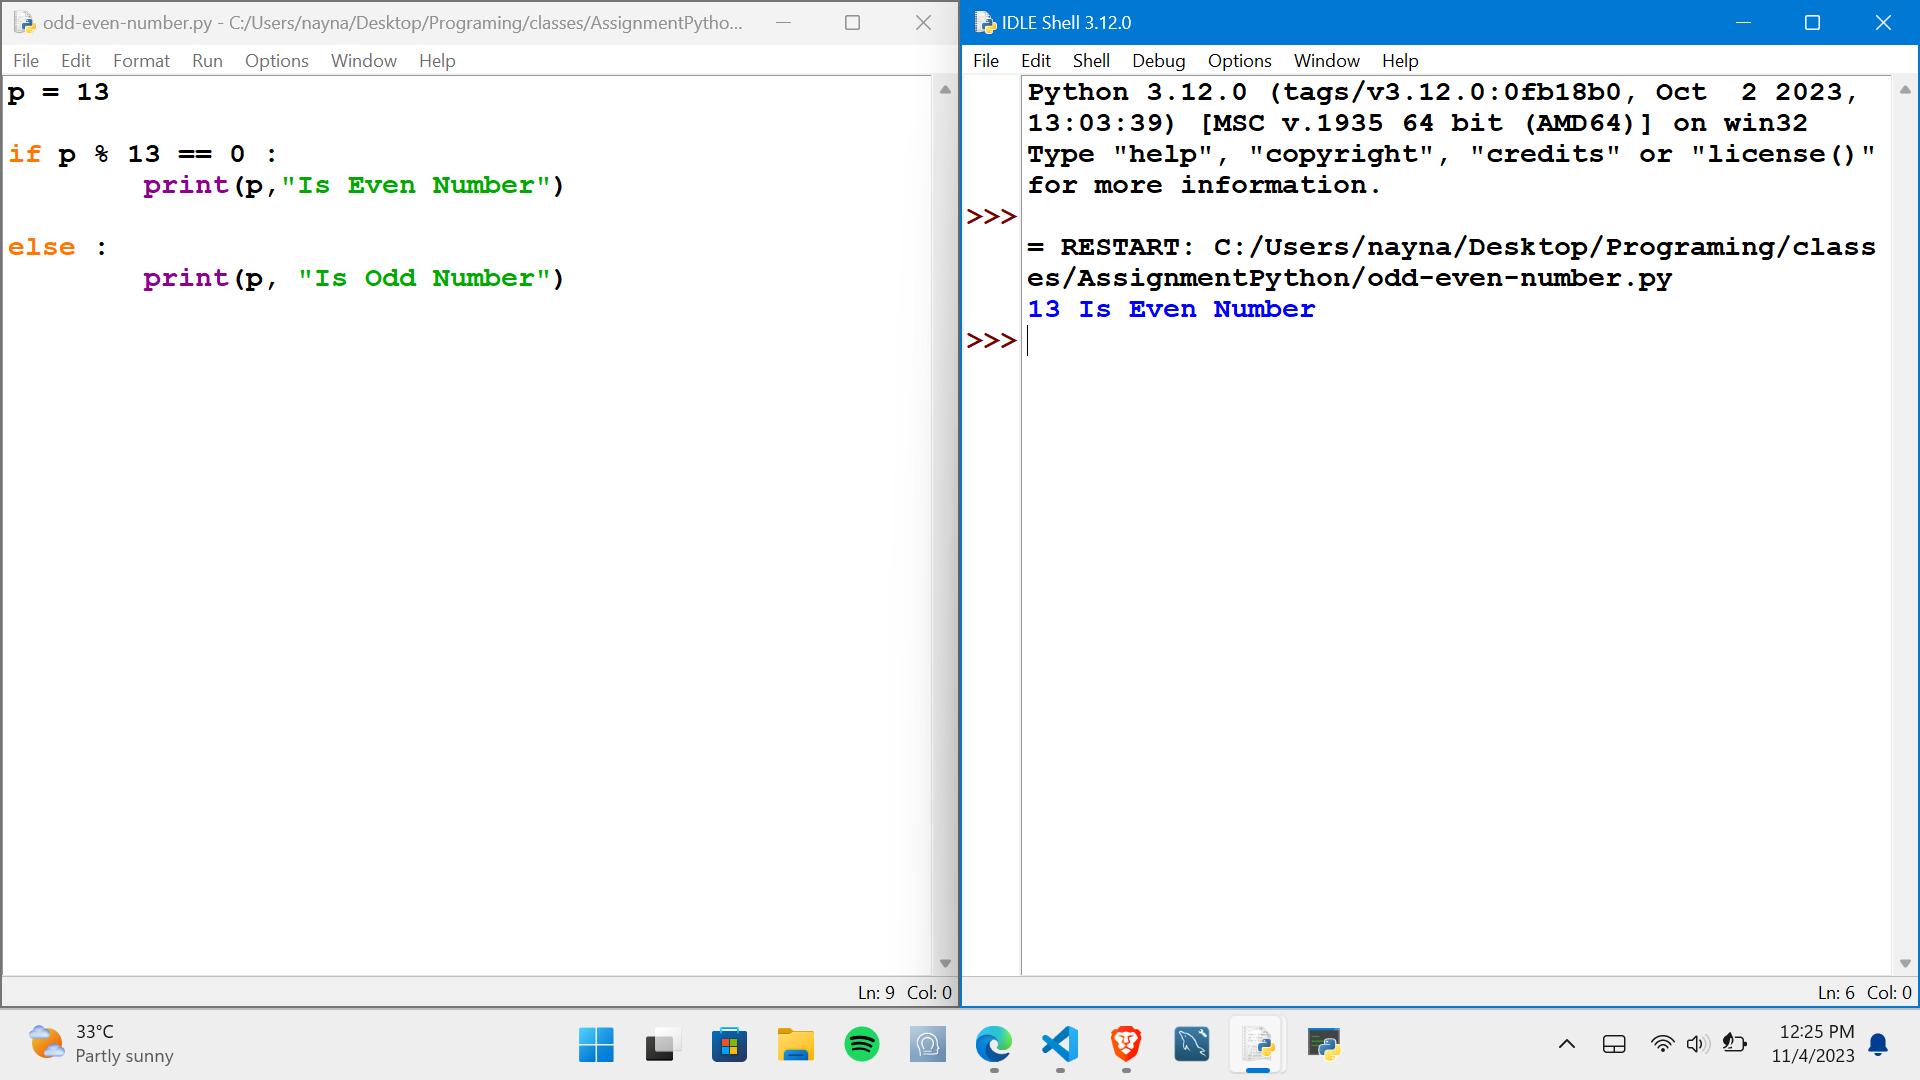 odd-even-number.py - C:/Users/nayna/Desktop/Programing/classes/AssignmentPytho...
File Edit Format Run Options Window Help
p = 13
if p % 13 == 0 :
        print(p,"Is Even Number")
else :
        print(p, "Is Odd Number")
Ln: 9 Col: 0
IDLE Shell 3.12.0
File Edit Shell Debug Options Window Help
Python 3.12.0 (tags/v3.12.0:0fb18b0, Oct  2 2023,
13:03:39) [MSC v.1935 64 bit (AMD64)] on win32
Type "help", "copyright", "credits" or "license()"
for more information.
>>>
= RESTART: C:/Users/nayna/Desktop/Programing/class
es/AssignmentPython/odd-even-number.py
13 Is Even Number
>>>
Ln: 6 Col: 0
33°C
Partly sunny
12:25 PM
11/4/2023